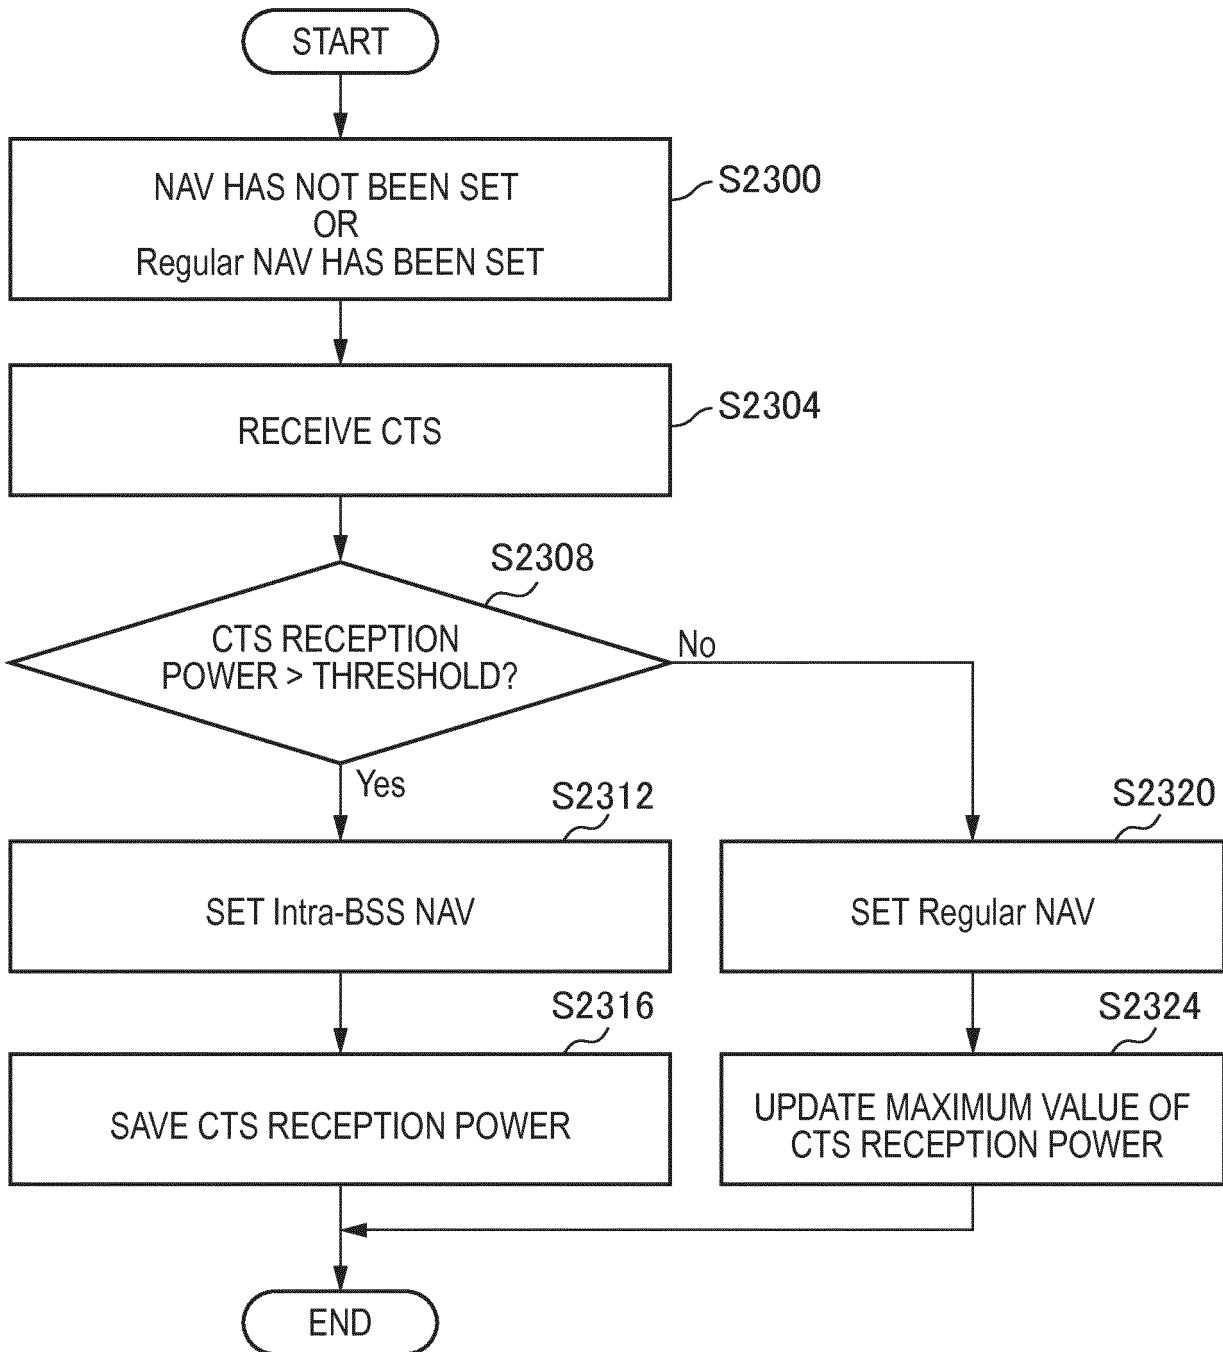 START
NAV HAS NOT BEEN SET
OR
Regular NAV HAS BEEN SET
S2300
RECEIVE CTS
S2304
S2308
CTS RECEPTION
POWER > THRESHOLD?
No
Yes
S2312
SET Intra-BSS NAV
S2320
SET Regular NAV
S2316
SAVE CTS RECEPTION POWER
S2324
UPDATE MAXIMUM VALUE OF
CTS RECEPTION POWER
END